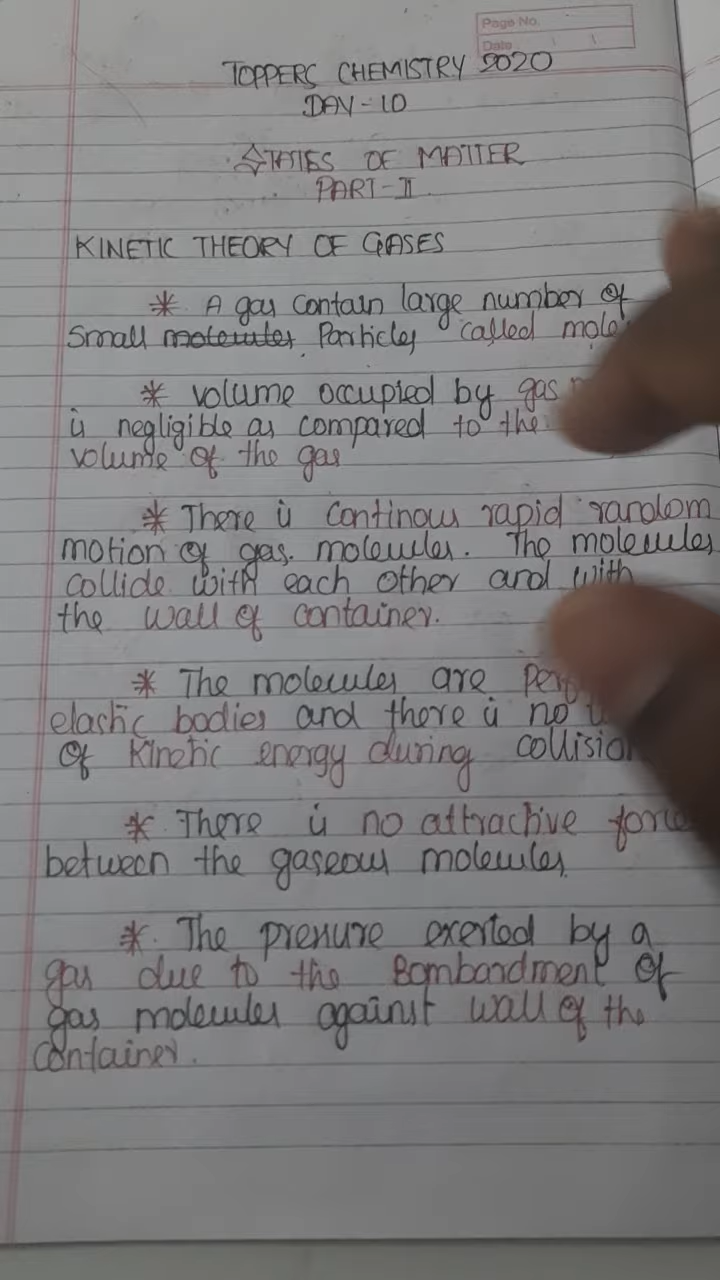 Page No.
Date
TOPPERS CHEMISTRY 2020
DAY-10
STATES OF MATTER
PART-II
KINETIC THEORY OF GASES
* A gas contain large number of
small molecules Particles called
* volume occupied by gas
is negligible as compared to the
volume of the gas
* There is continous rapid random
motion of gas. molecules. The molecules
collide with each other and with
the wall of container.
* The molecules are
elastic bodies and there is no
of Kinetic energy during
* There is no attractive force
between the gaseous molecules.
* The pressure exerted by a
gas due to the Bombardment of
gas molecules against wall of the
container.